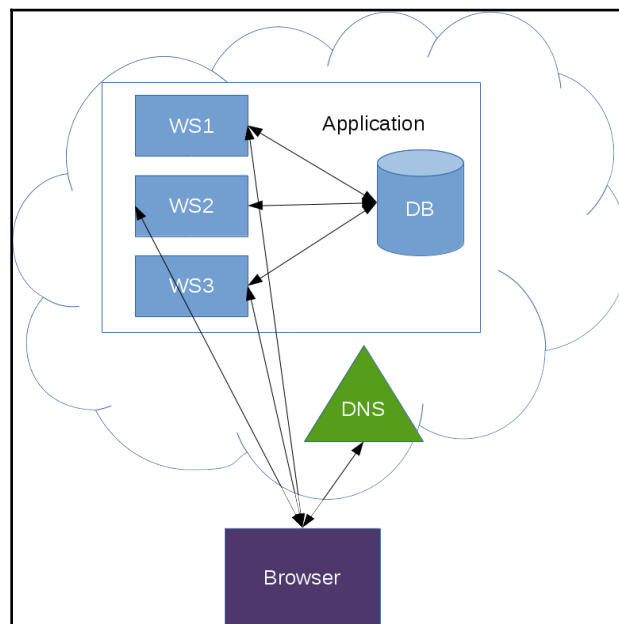 WS1
Application
WS2
DB
WS3
DNS
Browser